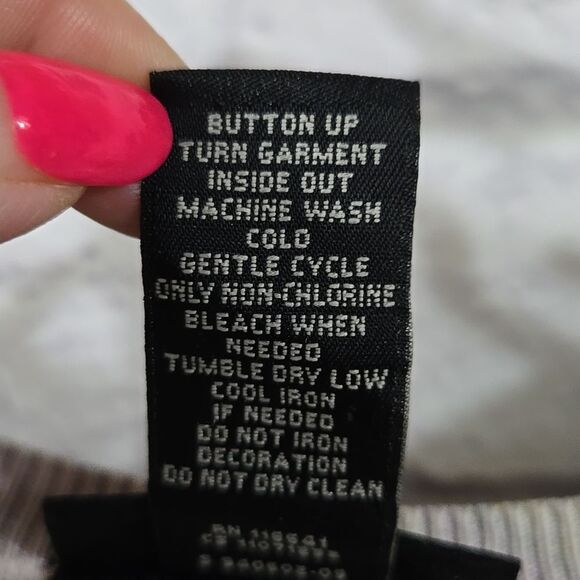 BUTTON UP
TURN GARMENT
INSIDE OUT
MACHINE WASH
COLD
GENTLE CYCLE
ONLY NON-CHLORINE
BLEACH WHEN
NEEDED
TUMBLE DRY LOW
COOL IRON
IF NEEDED
DO NOT IRON
DECORATION
DO NOT DRY CLEAN